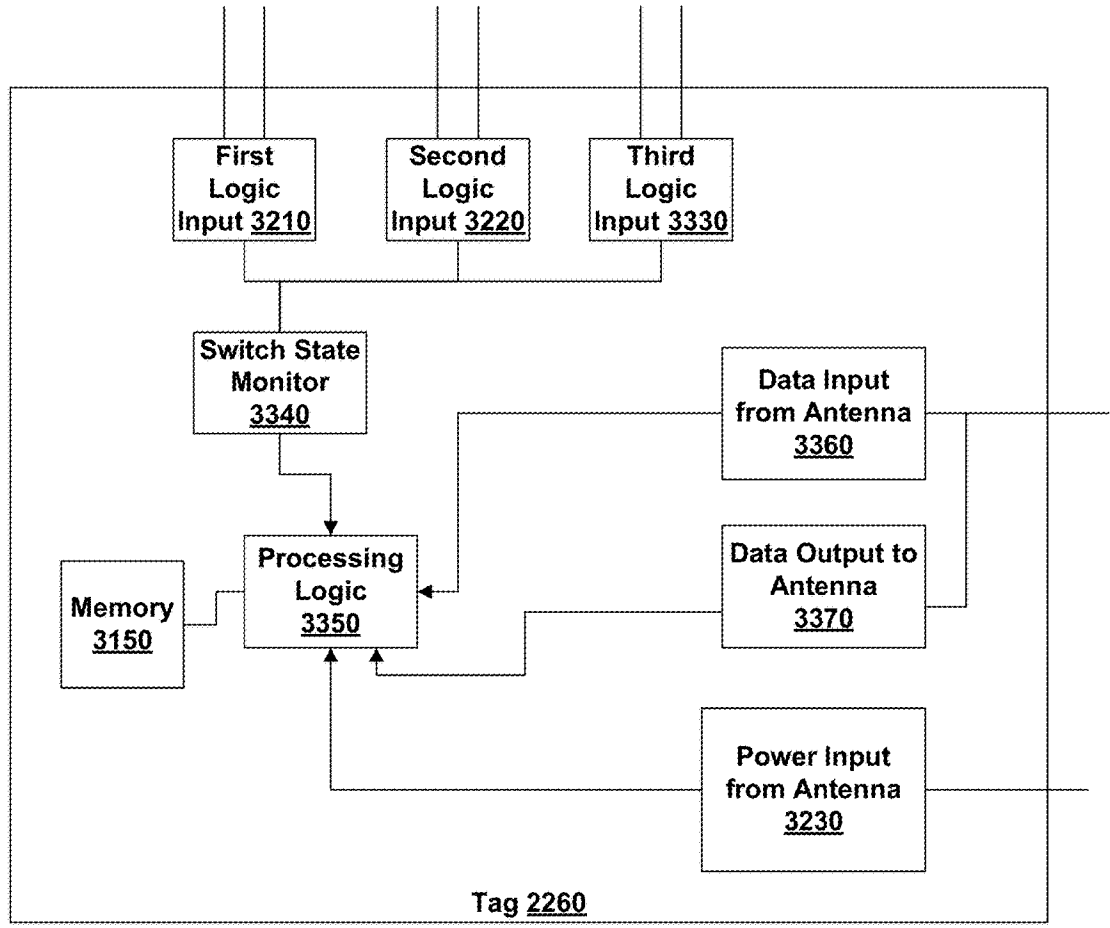 First
Logic
Input 3210
Second
Logic
Input 3220
Third
Logic
Input 3330
Switch State
Monitor
3340
Data Input
from Antenna
3360
Processing
Logic
3350
Data Output to
Antenna
3370
Memory
3150
Power Input
from Antenna
3230
Tag 2260